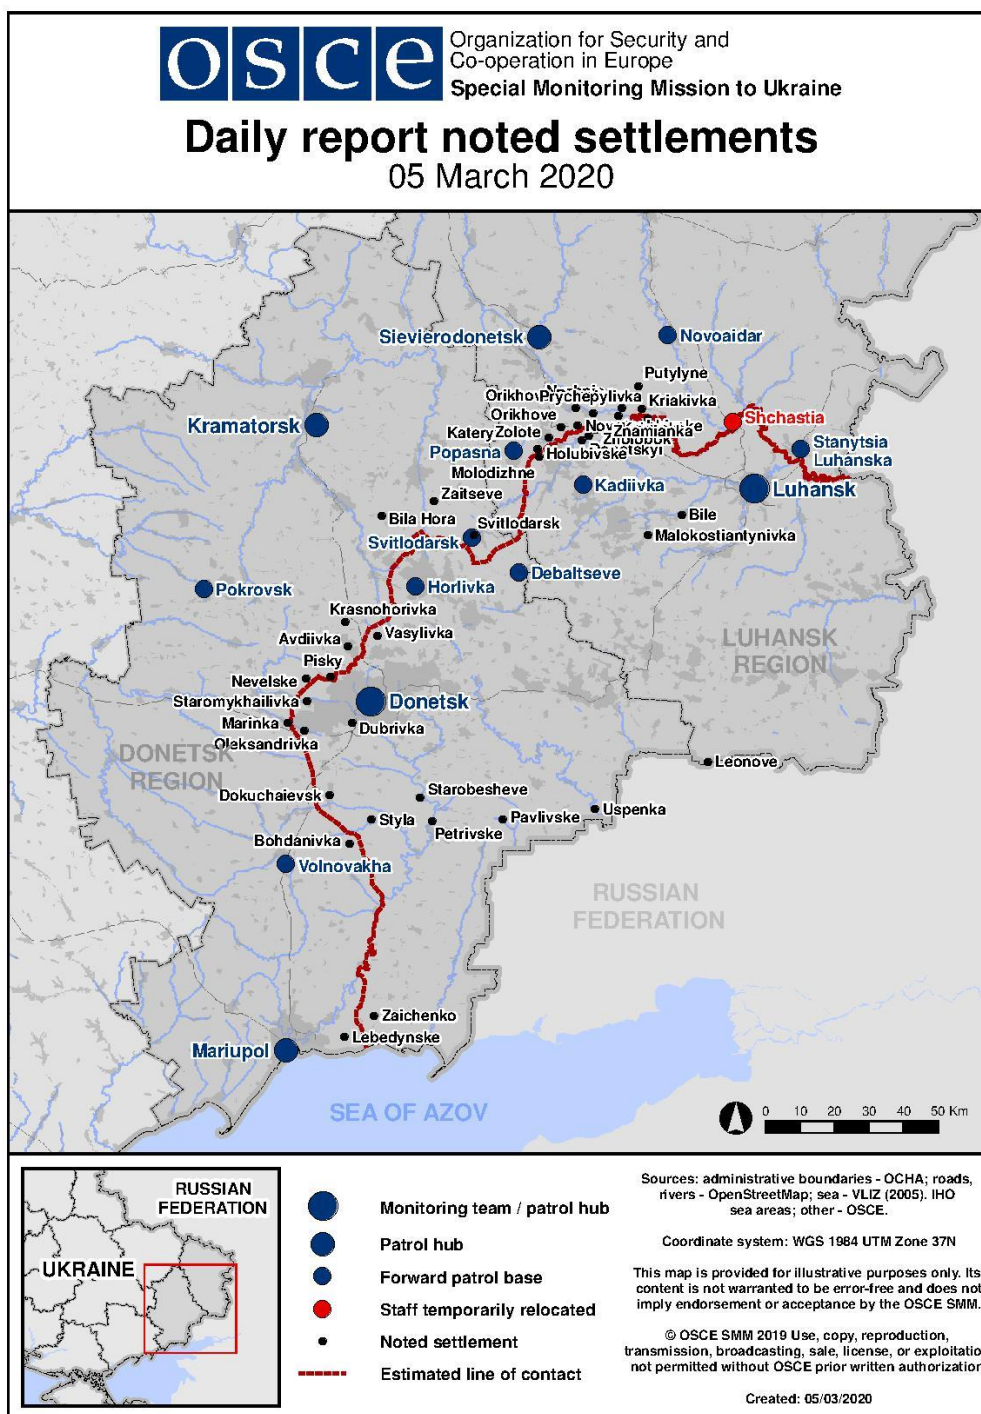 osce
Organization for Security and
Co-operation in Europe
Special Monitoring Mission to Ukraine
Daily report noted settlements
05 March 2020
Sievierodonetsk
Novoaidar
Putylyne
Prychepylivka
Kriakivka
Orikhove
Shchastia
Kramatorsk
Zolote
Znamianka
Stanytsia
Luhanska
Popasna
Holubivske
Molodizhne
Kadiivka
Luhansk
Zaitseve
Bila Hora
Svitlodarsk
Svitlodarsk
Bile
Malokostiantynivka
Debaltseve
Horlivka
Pokrovsk
Krasnohorivka
Avdiivka
Vasylivka
LUHANSK
REGION
Pisky
Nevelske
Staromykhailivka
Donetsk
Marinka
Dubrivka
Oleksandrivka
DONETSK
REGION
Leonove
Dokuchaievsk
Starobesheve
Uspenka
Styla
Petrivske
Pavlivske
Bohdanivka
Volnovakha
RUSSIAN
FEDERATION
Zaichenko
Lebedynske
Mariupol
SEA OF AZOV
0 10 20 30 40 50 Km
RUSSIAN
FEDERATION
UKRAINE
Monitoring team / patrol hub
Patrol hub
Forward patrol base
Staff temporarily relocated
Noted settlement
Estimated line of contact
Sources: administrative boundaries - OCHA; roads,
rivers - OpenStreetMap; sea - VLIZ (2005). IHO
sea areas; other - OSCE.
Coordinate system: WGS 1984 UTM Zone 37N
This map is provided for illustrative purposes only. Its
content is not warranted to be error-free and does not
imply endorsement or acceptance by the OSCE SMM.
© OSCE SMM 2019 Use, copy, reproduction,
transmission, broadcasting, sale, license, or exploitatio
not permitted without OSCE prior written authorization
Created: 05/03/2020